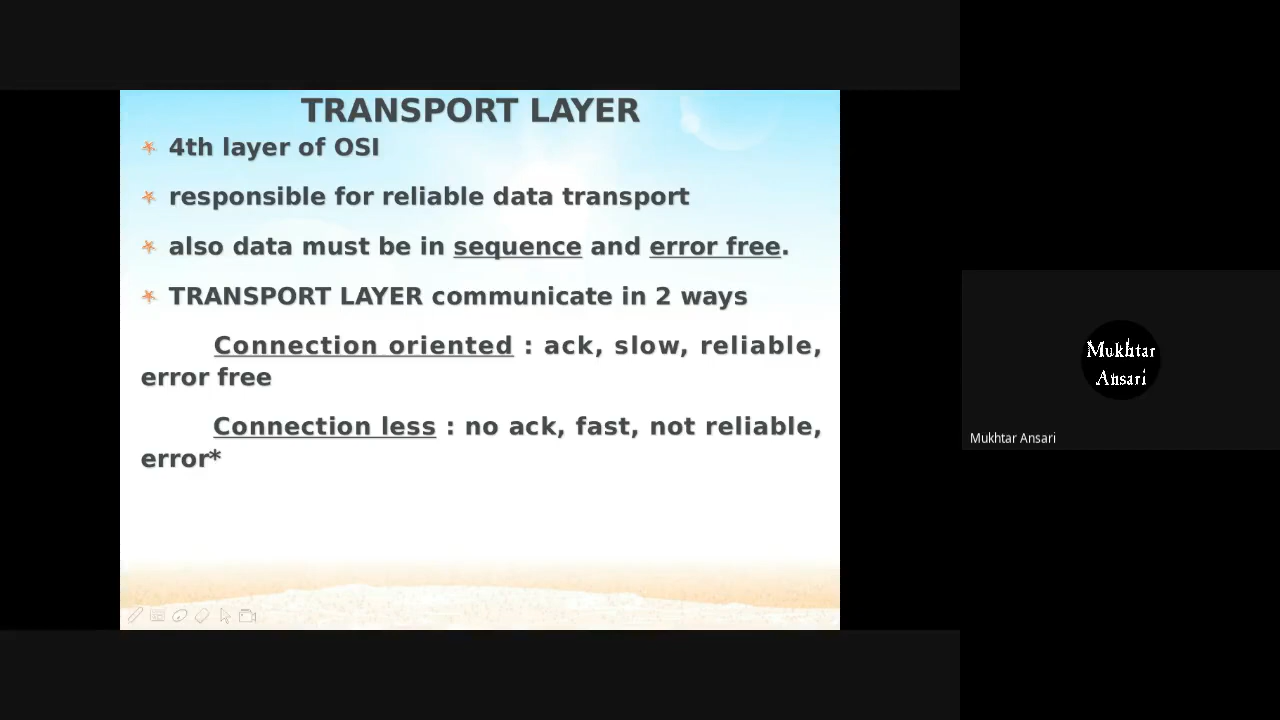 TRANSPORT LAYER
4th layer of OSI
responsible for reliable data transport
also data must be in sequence and error free.
TRANSPORT LAYER communicate in 2 ways
Connection oriented : ack, slow, reliable,
error free
Connection less : no ack, fast, not reliable,
error*
Mukhtar
Ansari
Mukhtar Ansari